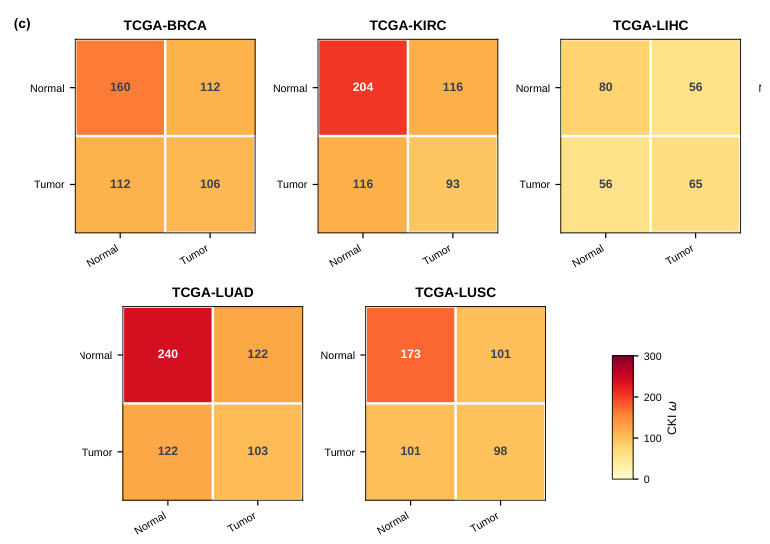 (c)
TCGA-BRCA
TCGA-KIRC
TCGA-LIHC
Normal 160 112
Tumor 112 106
Normal Tumor
Normal 204 116
Tumor 116 93
Normal Tumor
Normal 80 56
Tumor 56 65
Normal Tumor
TCGA-LUAD
TCGA-LUSC
Normal 240 122
Tumor 122 103
Normal Tumor
Normal 173 101
Tumor 101 98
Normal Tumor
300
200
100
0
CKI ω